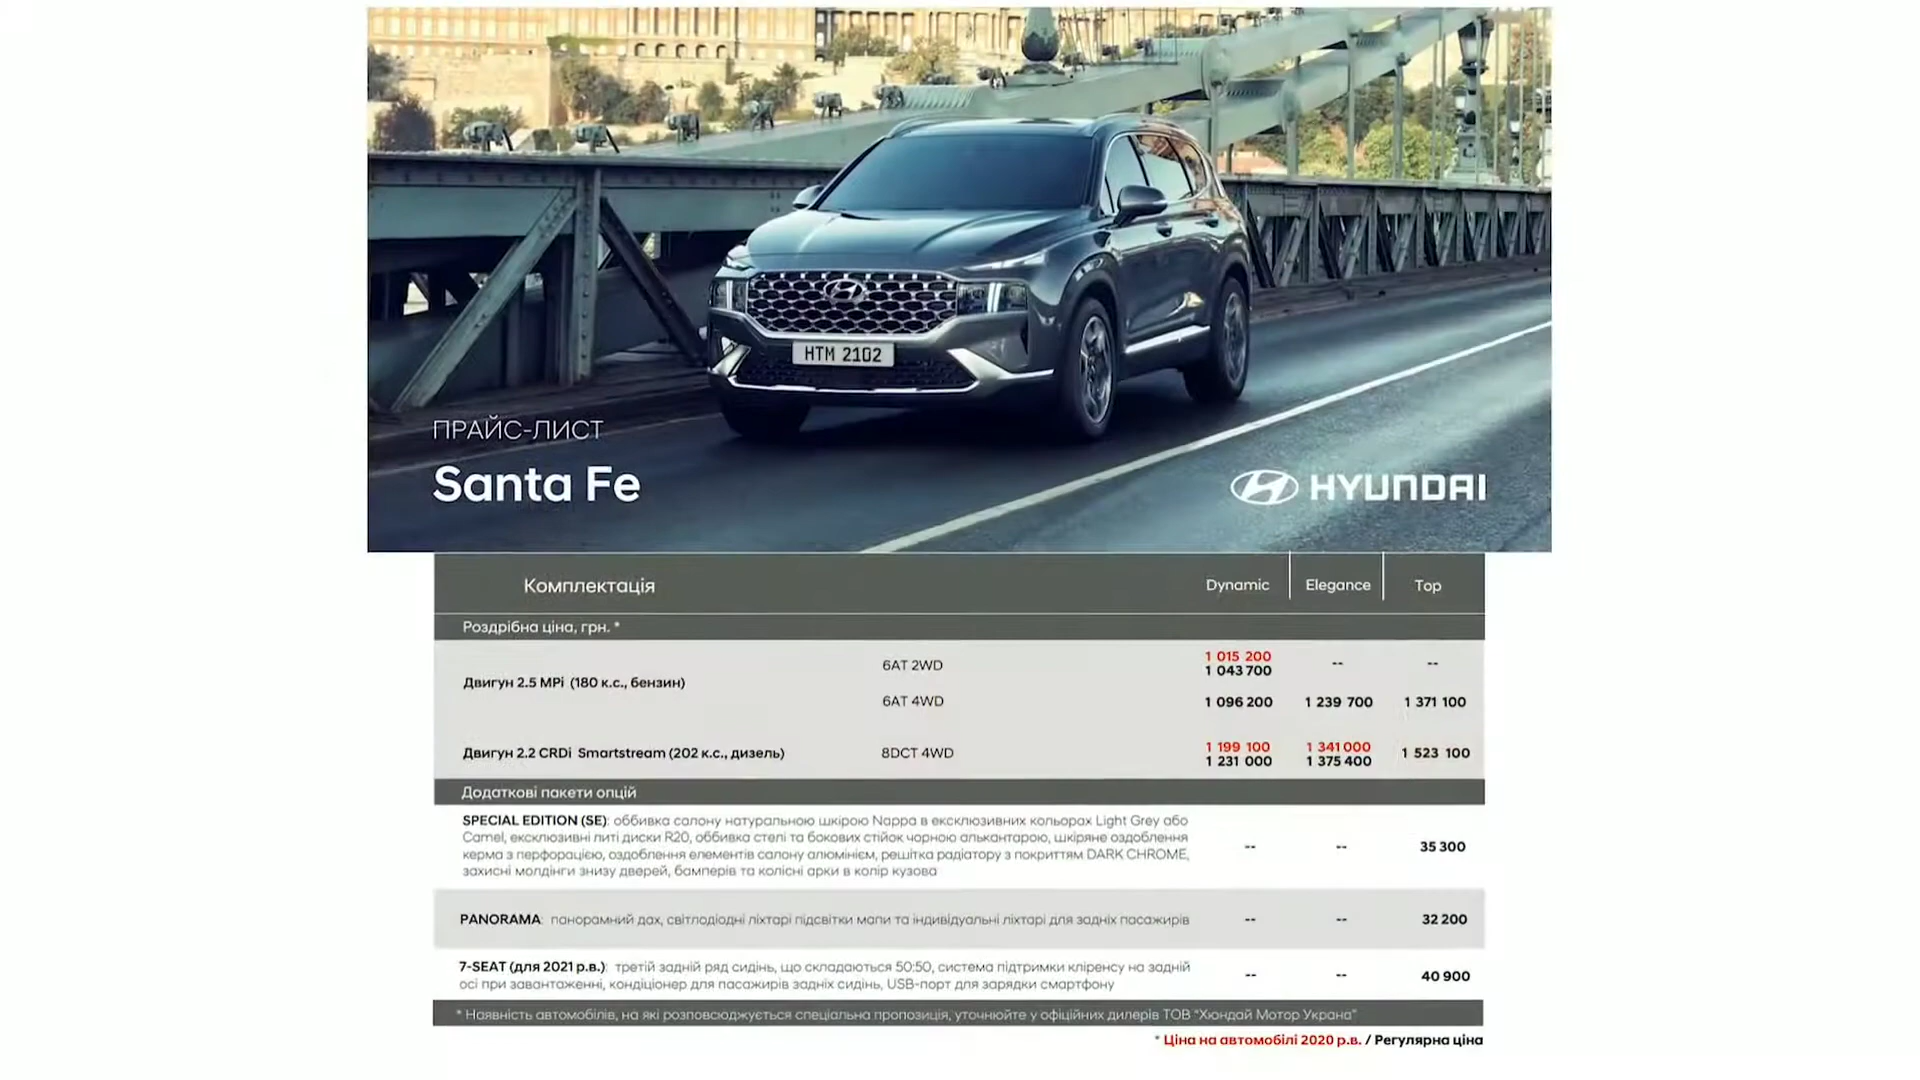 HTM 2102
ПРАЙС-ЛИСТ
Santa Fe
HYUNDAI
Комплектація Dynamic Elegance Top
Роздрібна ціна, грн. *
Двигун 2.5 MPi (180 к.с., бензин)
6AT 2WD 1 015 200 -- --
1 043 700
6AT 4WD 1 096 200 1 239 700 1 371 100
Двигун 2.2 CRDi Smartstream (202 к.с., дизель) 8DCT 4WD 1 199 100 1 341 000 1 523 100
1 231 000 1 375 400
Додаткові пакети опцій
SPECIAL EDITION (SE): оббивка салону натуральною шкірою Nappa в ексклюзивних кольорах Light Grey або
Camel, ексклюзивні литі диски R20, оббивка стелі та бокових стійок чорною алькантарою, шкіряне оздоблення
керма з перфорацією, оздоблення елементів салону алюмінієм, решітка радіатору з покриттям DARK CHROME,
захисні молдінги знизу дверей, бамперів та колісні арки в колір кузова
-- -- 35 300
PANORAMA: панорамний дах, світлодіодні ліхтарі підсвітки мапи та індивідуальні ліхтарі для задніх пасажирів -- -- 32 200
7-SEAT (для 2021 р.в.): третій задній ряд сидінь, що складаються 50:50, система підтримки кліренсу на задній
осі при завантаженні, кондіціонер для пасажирів задніх сидінь, USB-порт для зарядки смартфону
-- -- 40 900
* Наявність автомобілів, на які розповсюджується спеціальна пропозиція, уточнюйте у офіційних дилерів ТОВ "Хюндай Мотор Украна"
* Ціна на автомобілі 2020 р.в. / Регулярна ціна